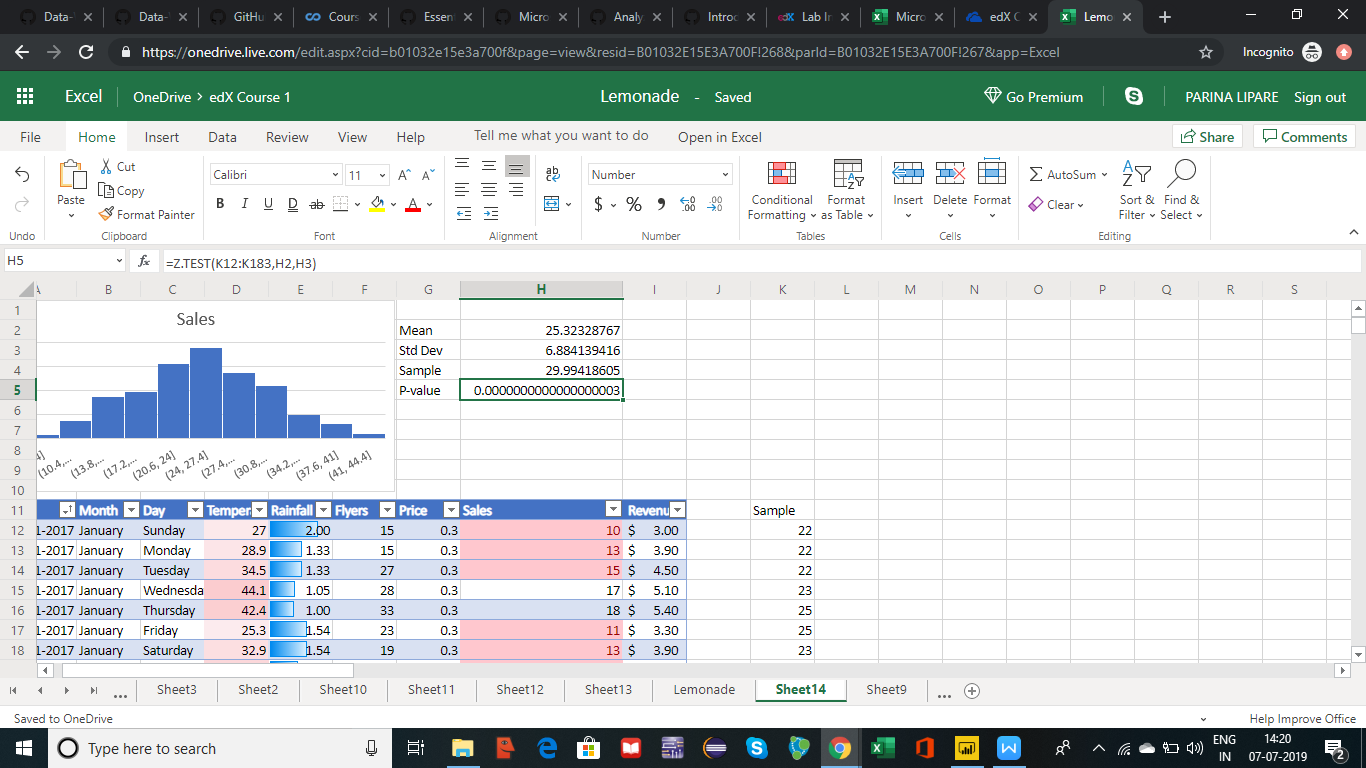 Data- Data- GitHu Cours Essen Micro Analy Introc edX Lab In Micro edX C Lemo
https://onedrive.live.com/edit.aspx?cid=b01032e15e3a700f&page=view&resid=B01032E15E3A700F!268&parId=B01032E15E3A700F!267&app=Excel Incognito
Excel OneDrive > edX Course 1 Lemonade - Saved Go Premium PARINA LIPARE Sign out
File Home Insert Data Review View Help Tell me what you want to do Open in Excel Share Comments
Cut
Copy
Format Painter
Paste
Calibri 11
B I U D ab A
ab
Number
$ % 9
Conditional Formatting
Format as Table
Insert Delete Format
AutoSum
Clear
Sort & Filter
Find & Select
Undo Clipboard Font Alignment Number Tables Cells Editing
H5 fx =Z.TEST(K12:K183,H2,H3)
A B C D E F G H I J K L M N O P Q R S
1
Sales
2 Mean 25.32328767
3 Std Dev 6.884139416
4 Sample 29.99418605
5 P-value 0.0000000000000000003
6
7
8
9
10
(10.4,... (13.8,... (17.2,... (20.6, 24] (24, 27.4] (27.4,... (30.8,... (34.2,... (37.6, 41] (41, 44.4]
11 Month Day Temper Rainfall Flyers Price Sales Revenu Sample
12 1-2017 January Sunday 27 2.00 15 0.3 10 $ 3.00 22
13 1-2017 January Monday 28.9 1.33 15 0.3 13 $ 3.90 22
14 1-2017 January Tuesday 34.5 1.33 27 0.3 15 $ 4.50 22
15 1-2017 January Wednesda 44.1 1.05 28 0.3 17 $ 5.10 23
16 1-2017 January Thursday 42.4 1.00 33 0.3 18 $ 5.40 25
17 1-2017 January Friday 25.3 1.54 23 0.3 11 $ 3.30 25
18 1-2017 January Saturday 32.9 1.54 19 0.3 13 $ 3.90 23
... Sheet3 Sheet2 Sheet10 Sheet11 Sheet12 Sheet13 Lemonade Sheet14 Sheet9 ...
Saved to OneDrive Help Improve Office
Type here to search ENG 14:20
IN 07-07-2019 2